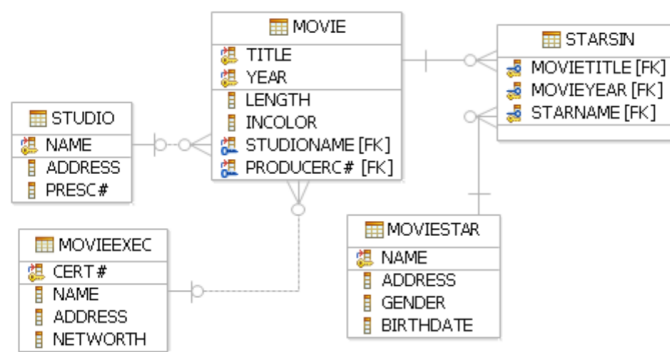 MOVIE
TITLE
YEAR
LENGTH
INCOLOR
STUDIONAME [FK]
PRODUCERC# [FK]
STARSIN
MOVIETITLE [FK]
MOVIEYEAR [FK]
STARNAME [FK]
STUDIO
NAME
ADDRESS
PRESC#
MOVIEEXEC
CERT#
NAME
ADDRESS
NETWORTH
MOVIESTAR
NAME
ADDRESS
GENDER
BIRTHDATE